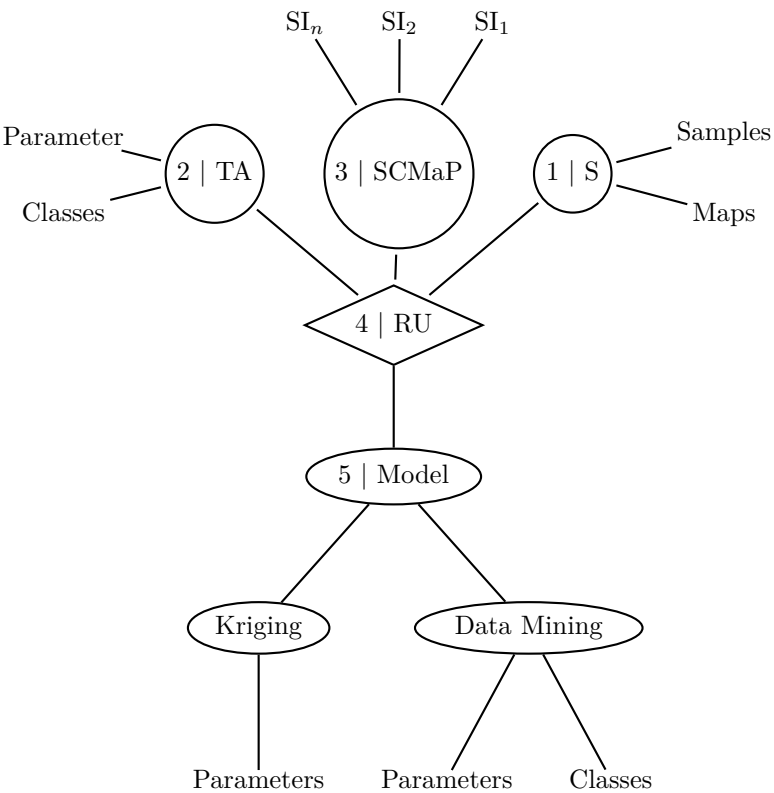 SIₙ SI₂ SI₁
Parameter
Samples
2 | TA
3 | SCMaP
1 | S
Classes
Maps
4 | RU
5 | Model
Kriging
Data Mining
Parameters
Parameters
Classes